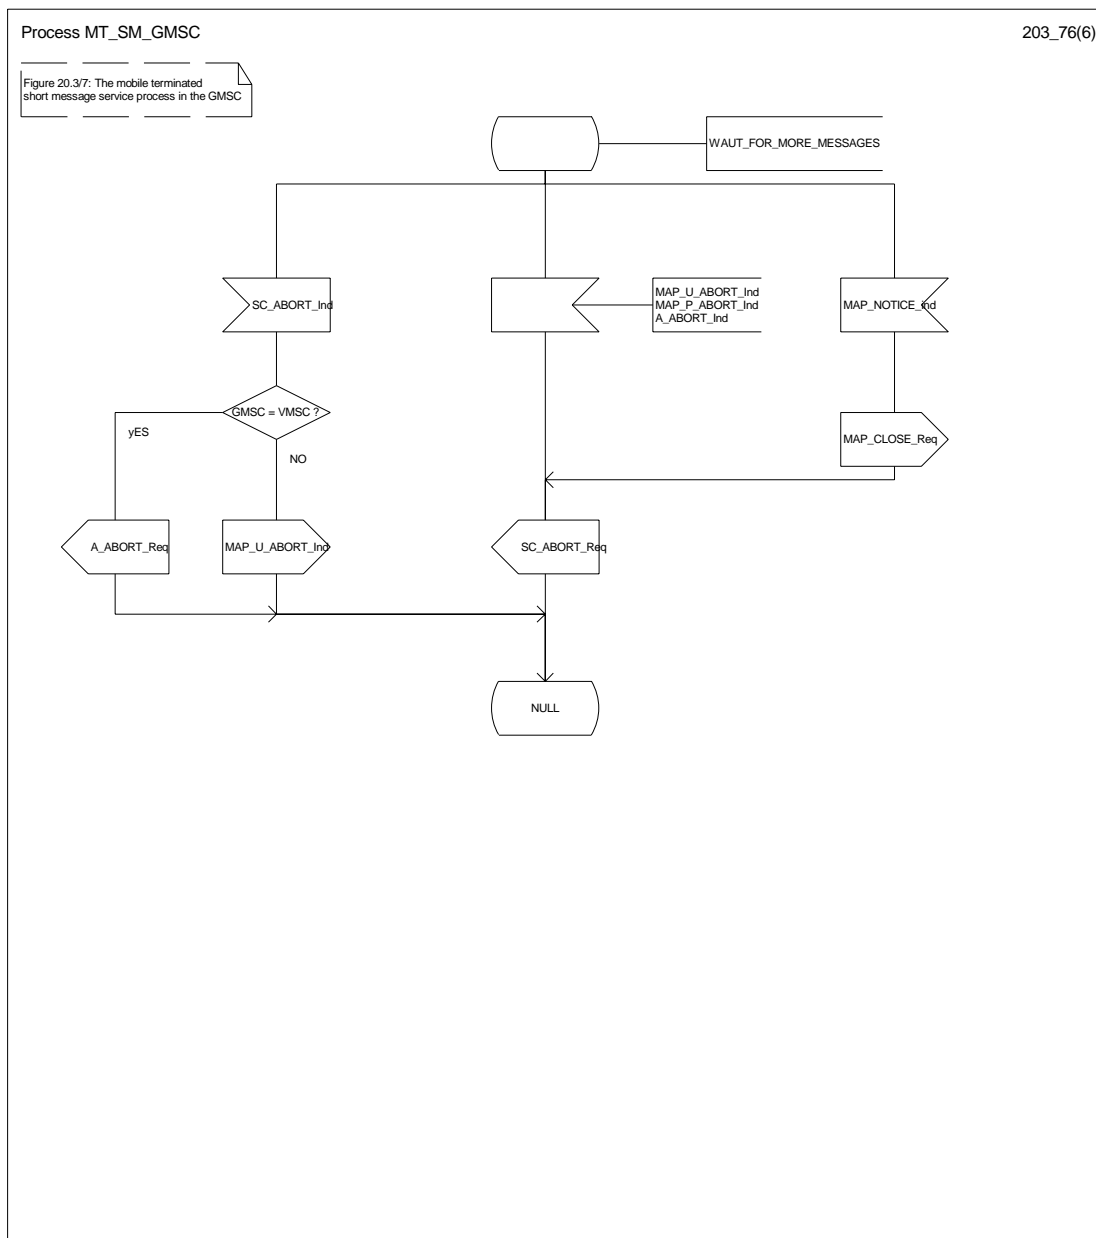 Process MT_SM_GMSC
203_76(6)
Figure 20.3/7: The mobile terminated
short message service process in the GMSC
WAUT_FOR_MORE_MESSAGES
SC_ABORT_Ind
MAP_U_ABORT_Ind
MAP_P_ABORT_Ind
A_ABORT_Ind
MAP_NOTICE_Ind
GMSC = VMSC ?
yES
NO
MAP_CLOSE_Req
A_ABORT_Req
MAP_U_ABORT_Ind
SC_ABORT_Req
NULL